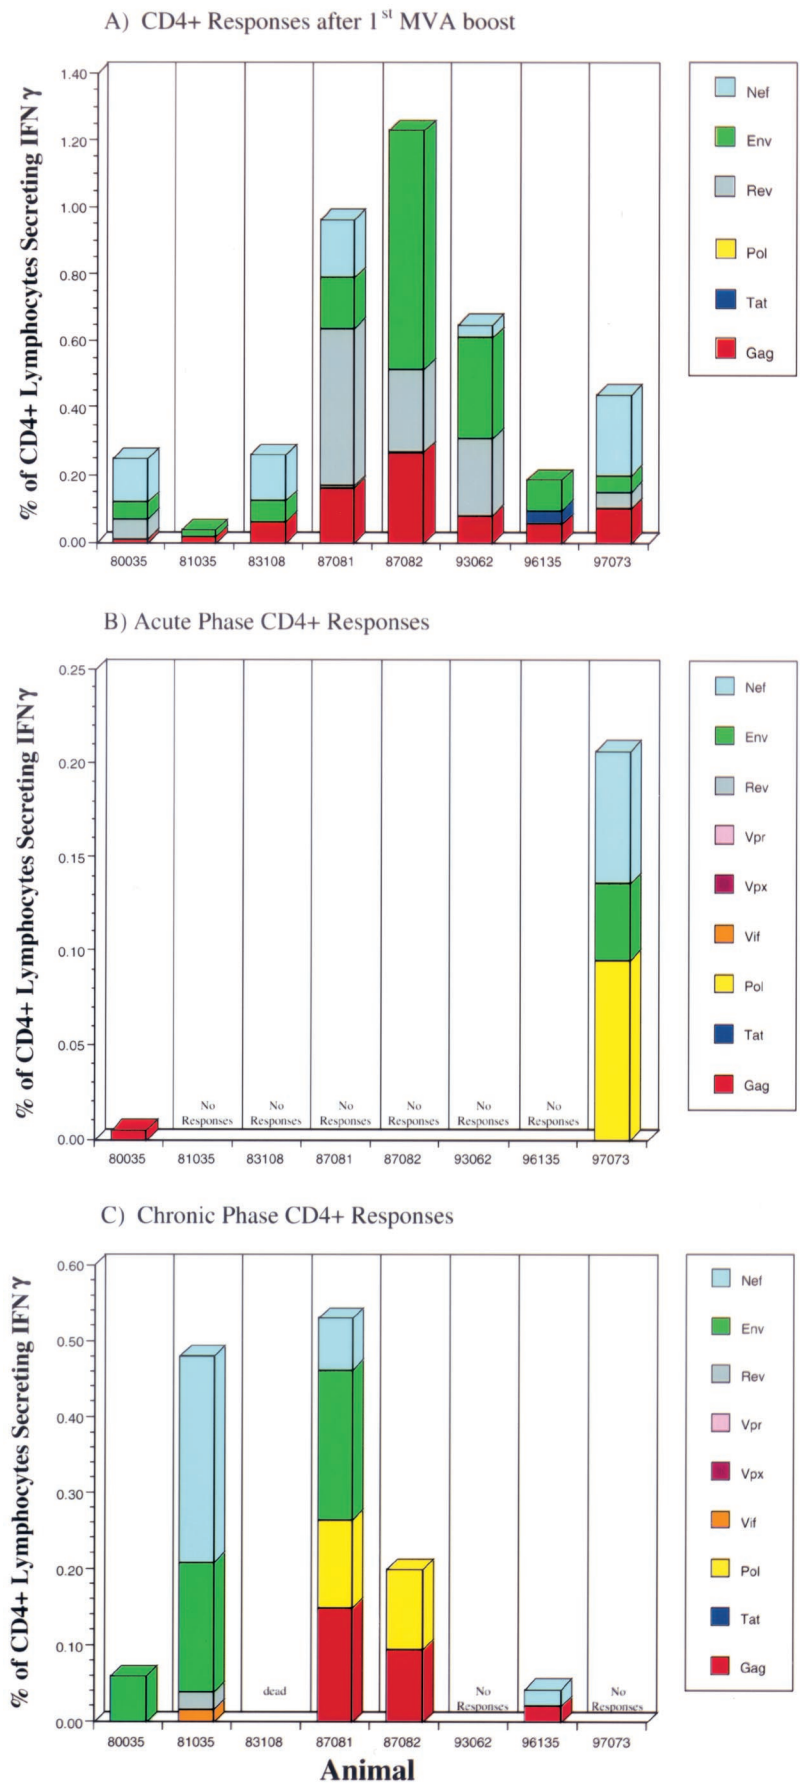 A) CD4+ Responses after 1st MVA boost
% of CD4+ Lymphocytes Secreting IFN γ
1.40
1.20
1.00
0.80
0.60
0.40
0.20
0.00
80035 81035 83108 87081 87082 93062 96135 97073
Nef
Env
Rev
Pol
Tat
Gag
B) Acute Phase CD4+ Responses
% of CD4+ Lymphocytes Secreting IFN γ
0.25
0.20
0.15
0.10
0.05
0.00
No No No No No No
Responses Responses Responses Responses Responses Responses
80035 81035 83108 87081 87082 93062 96135 97073
Nef
Env
Rev
Vpr
Vpx
Vif
Pol
Tat
Gag
C) Chronic Phase CD4+ Responses
% of CD4+ Lymphocytes Secreting IFN γ
0.60
0.50
0.40
0.30
0.20
0.10
0.00
dead
No No
Responses Responses
80035 81035 83108 87081 87082 93062 96135 97073
Animal
Nef
Env
Rev
Vpr
Vpx
Vif
Pol
Tat
Gag